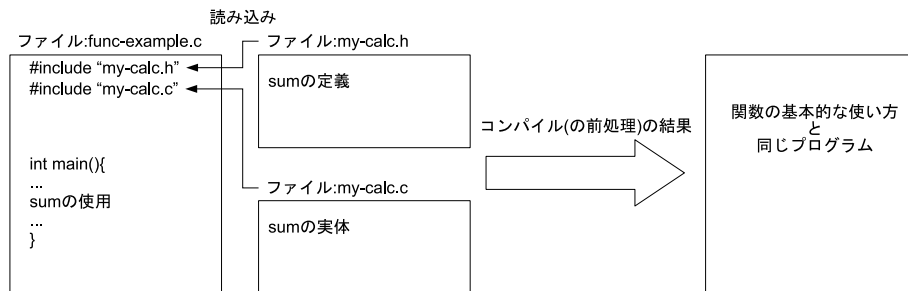 読み込み
ファイル:func-example.c
#include “my-calc.h”
#include “my-calc.c”
int main(){
...
sumの使用
...
}
ファイル:my-calc.h
sumの定義
ファイル:my-calc.c
sumの実体
コンパイル(の前処理)の結果
関数の基本的な使い方
と
同じプログラム